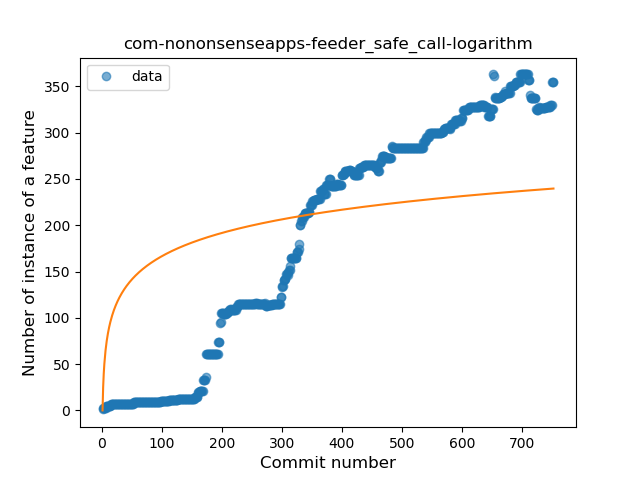 com-nononsenseapps-feeder_safe_call-logarithm
data
Number of instance of a feature
350
300
250
200
150
100
50
0
0 100 200 300 400 500 600 700
Commit number